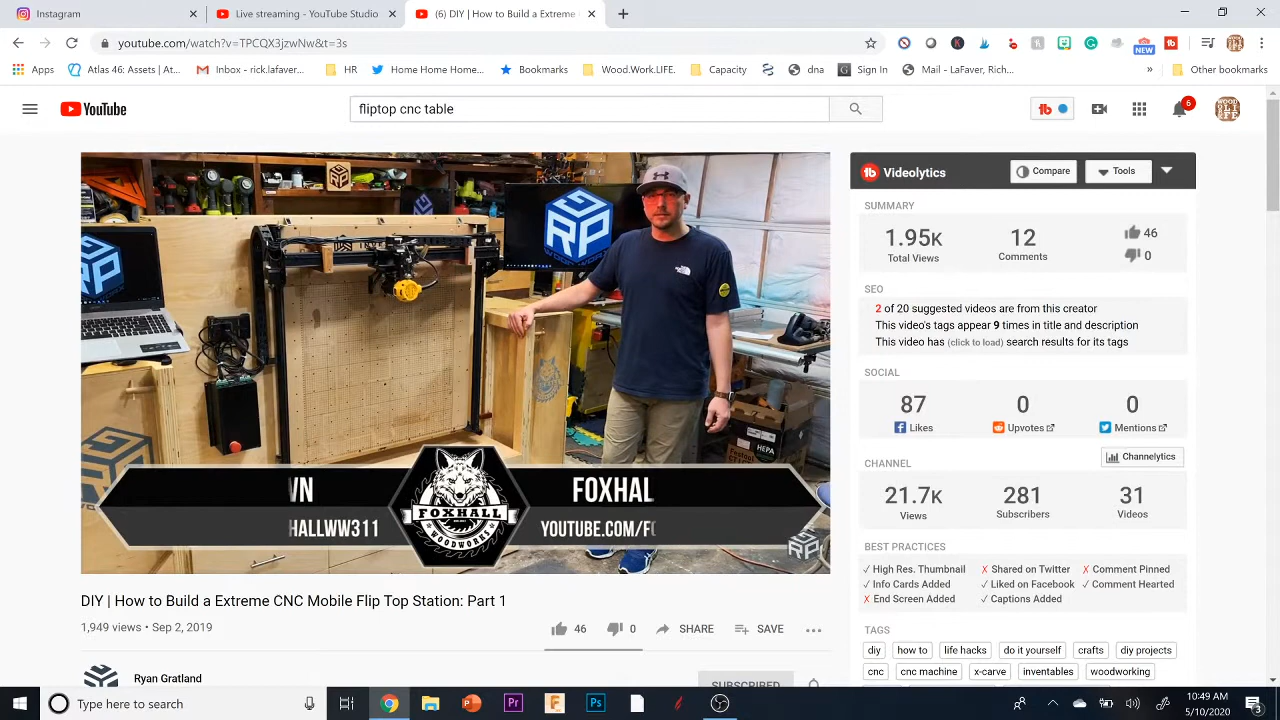 Instagram
Live streaming - YouTube Studio
(6) DIY | How to Build a Extreme
youtube.com/watch?v=TPCQX3jzwNw&t=3s
NEW
Apps
Atlas 46: Assets / At...
Inbox - rick.lafaver...
HR
Home Home Home...
Bookmarks
Wood.Work.LIFE.
Capacity
dna
Sign In
Mail - LaFaver, Rich...
»
Other bookmarks
YouTube
fliptop cnc table
6
GRP
FOXHALL
WOODWORKS
VN
FOXHAL
HALLWW311
YOUTUBE.COM/F
HEPA
DIY | How to Build a Extreme CNC Mobile Flip Top Station: Part 1
1,949 views • Sep 2, 2019
46
0
SHARE
SAVE
Ryan Gratland
SUBSCRIBED
Videolytics
Compare
Tools
SUMMARY
1.95K
Total Views
12
Comments
46
0
SEO
2 of 20 suggested videos are from this creator
This video's tags appear 9 times in title and description
This video has (click to load) search results for its tags
SOCIAL
87
Likes
0
Upvotes
0
Mentions
CHANNEL
Channelytics
21.7K
Views
281
Subscribers
31
Videos
BEST PRACTICES
✓ High Res. Thumbnail
✗ Shared on Twitter
✗ Comment Pinned
✓ Info Cards Added
✓ Liked on Facebook
✓ Comment Hearted
✗ End Screen Added
✓ Captions Added
TAGS
diy
how to
life hacks
do it yourself
crafts
diy projects
cnc
cnc machine
x-carve
inventables
woodworking
Type here to search
10:49 AM
5/10/2020
3